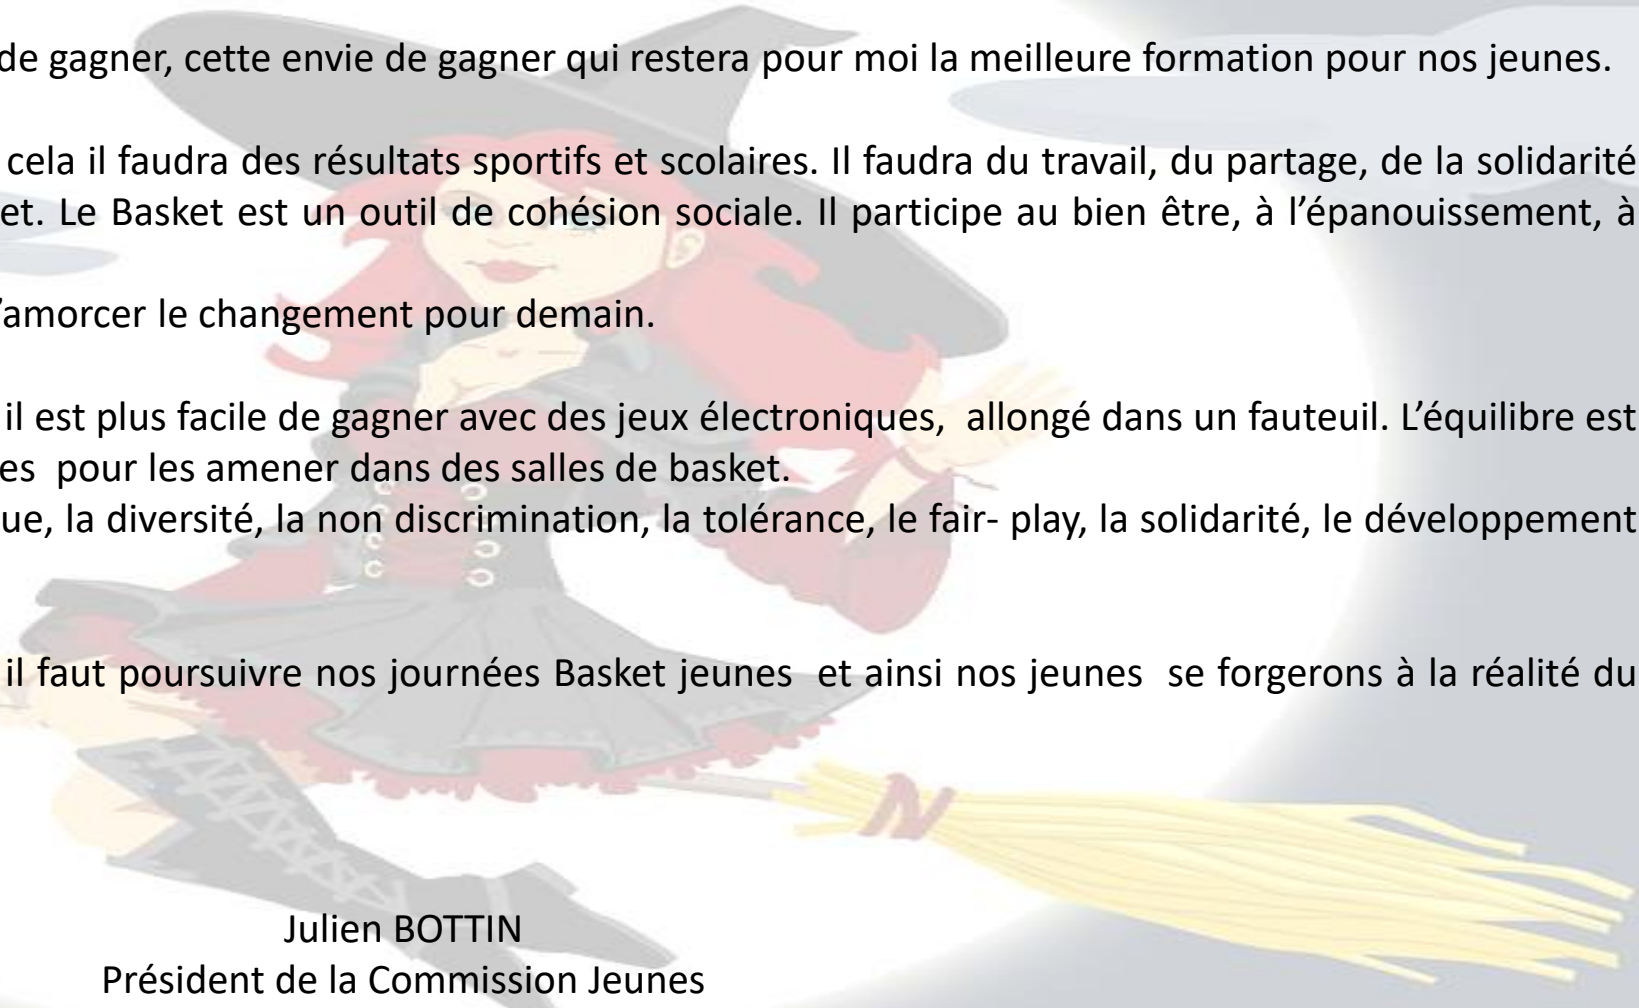 de gagner, cette envie de gagner qui restera pour moi la meilleure formation pour nos jeunes.
cela il faudra des résultats sportifs et scolaires. Il faudra du travail, du partage, de la solidarité
et. Le Basket est un outil de cohésion sociale. Il participe au bien être, à l’épanouissement, à
’amorcer le changement pour demain.
il est plus facile de gagner avec des jeux électroniques,  allongé dans un fauteuil. L’équilibre est
es  pour les amener dans des salles de basket.
ue, la diversité, la non discrimination, la tolérance, le fair- play, la solidarité, le développement
il faut poursuivre nos journées Basket jeunes  et ainsi nos jeunes  se forgerons à la réalité du
Julien BOTTIN
Président de la Commission Jeunes